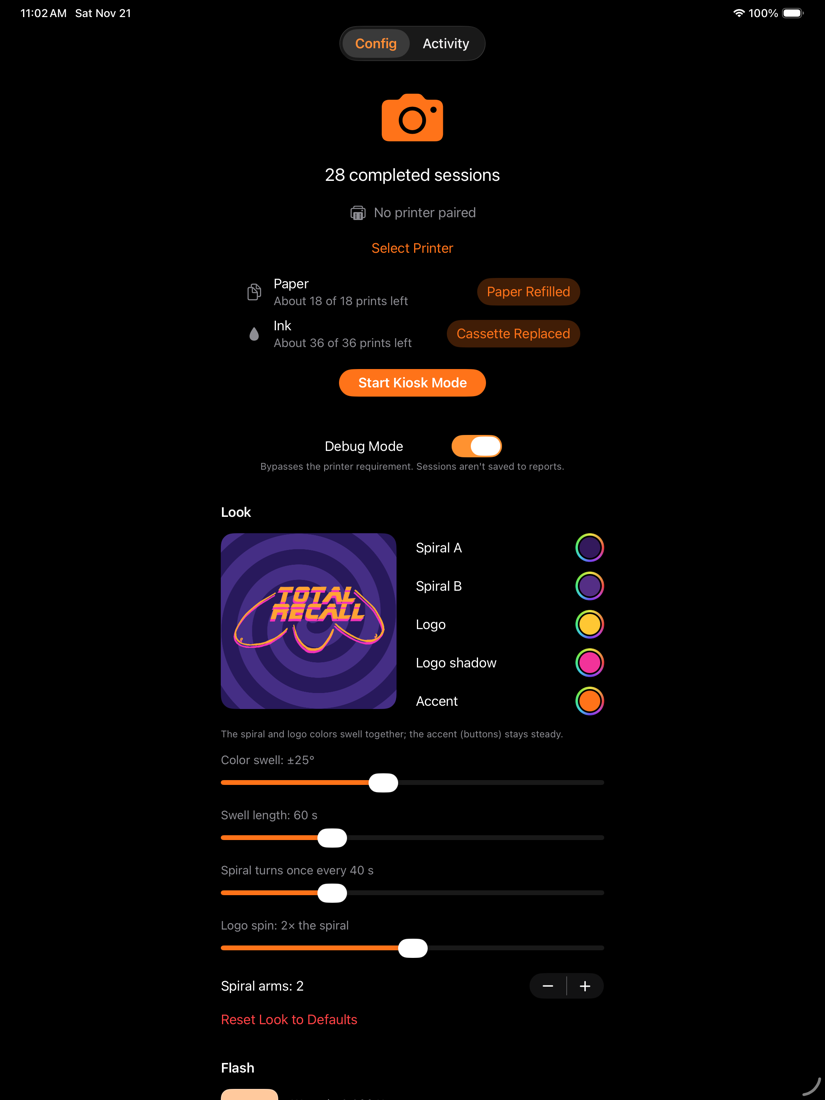 11:02 AM Sat Nov 21
100%
Config
Activity
28 completed sessions
No printer paired
Select Printer
Paper
About 18 of 18 prints left
Paper Refilled
Ink
About 36 of 36 prints left
Cassette Replaced
Start Kiosk Mode
Debug Mode
Bypasses the printer requirement. Sessions aren't saved to reports.
Look
TOTAL
RECALL
Spiral A
Spiral B
Logo
Logo shadow
Accent
The spiral and logo colors swell together; the accent (buttons) stays steady.
Color swell: ±25°
Swell length: 60 s
Spiral turns once every 40 s
Logo spin: 2× the spiral
Spiral arms: 2
Reset Look to Defaults
Flash